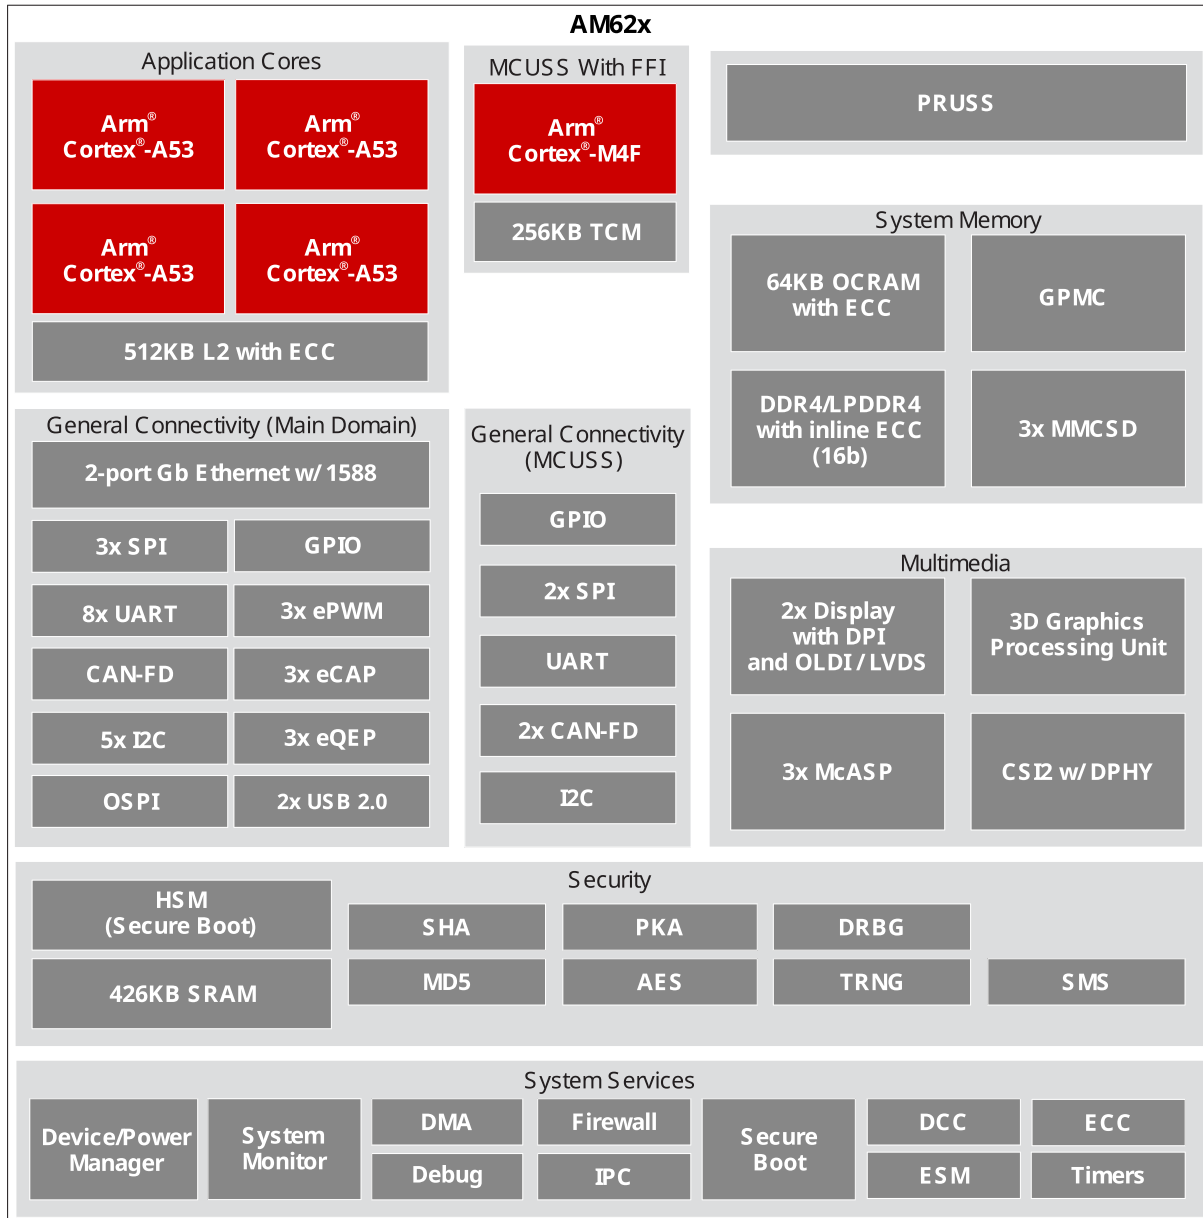 AM62x
Application Cores
Arm®
Cortex®-A53
Arm®
Cortex®-A53
Arm®
Cortex®-A53
Arm®
Cortex®-A53
512KB L2 with ECC
MCUSS With FFI
Arm®
Cortex®-M4F
256KB TCM
PRUSS
System Memory
64KB OCRAM
with ECC
GPMC
DDR4/LPDDR4
with inline ECC
(16b)
3x MMCSD
General Connectivity (Main Domain)
2-port Gb Ethernet w/ 1588
3x SPI
GPIO
8x UART
3x ePWM
CAN-FD
3x eCAP
5x I2C
3x eQEP
OSPI
2x USB 2.0
General Connectivity
(MCUSS)
GPIO
2x SPI
UART
2x CAN-FD
I2C
Multimedia
2x Display
with DPI
and OLDI / LVDS
3D Graphics
Processing Unit
3x McASP
CSI2 w/ DPHY
Security
HSM
(Secure Boot)
426KB SRAM
SHA
PKA
DRBG
MD5
AES
TRNG
SMS
System Services
Device/Power
Manager
System
Monitor
DMA
Debug
Firewall
IPC
Secure
Boot
DCC
ESM
ECC
Timers